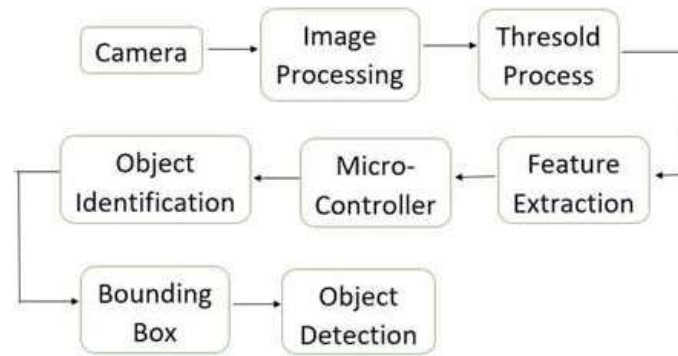 Camera
Image
Processing
Thresold
Process
Object
Identification
Micro-
Controller
Feature
Extraction
Bounding
Box
Object
Detection